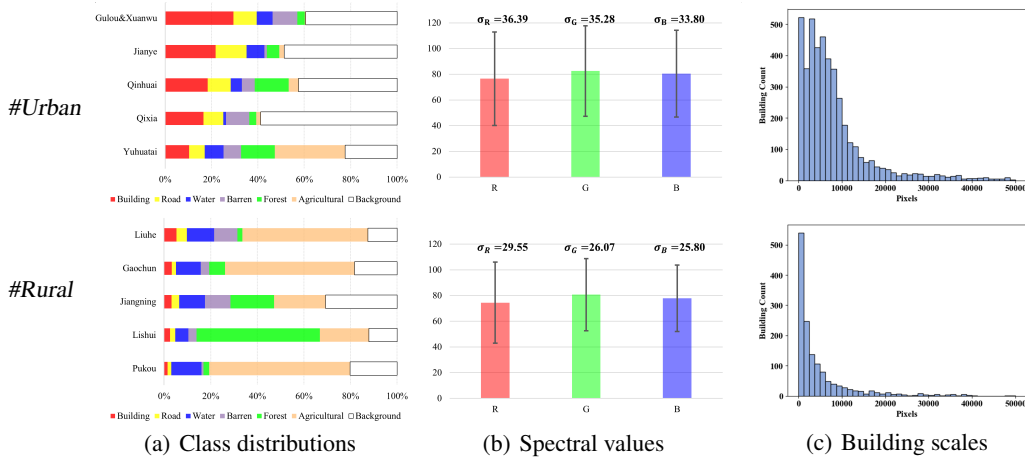 #Urban
Gulou&Xuanwu
Jianye
Qinhuai
Qixia
Yuhuatai
0% 20% 40% 60% 80% 100%
Building Road Water Barren Forest Agricultural Background
120
100
80
60
40
20
0
σR =36.39 σG =35.28 σB =33.80
R G B
Building Count
500
400
300
200
100
0
0 10000 20000 30000 40000 50000
Pixels
#Rural
Liuhe
Gaochun
Jiangning
Lishui
Pukou
0% 20% 40% 60% 80% 100%
Building Road Water Barren Forest Agricultural Background
120
100
80
60
40
20
0
σR =29.55 σG =26.07 σB =25.80
R G B
Building Count
500
400
300
200
100
0
0 10000 20000 30000 40000 50000
Pixels
(a) Class distributions
(b) Spectral values
(c) Building scales